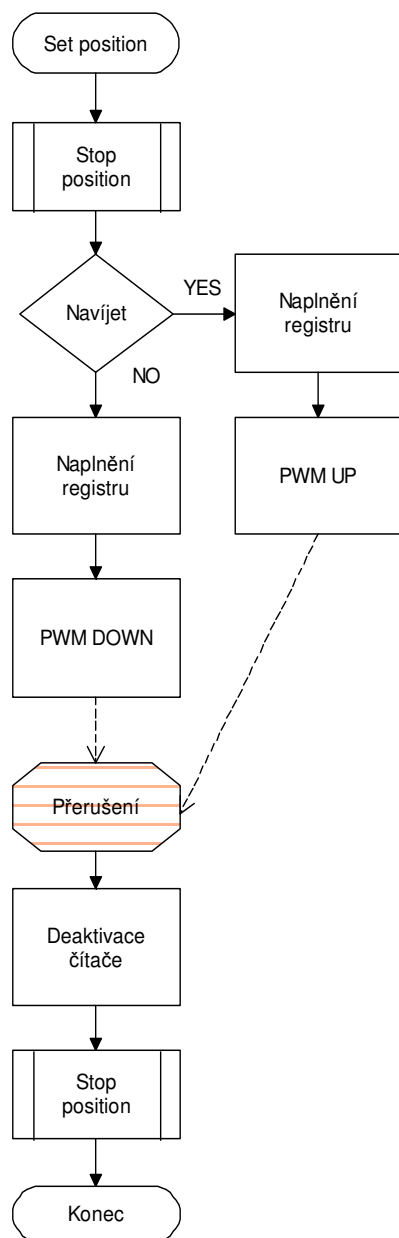 Set position
Stop
position
Navíjet
YES
Naplnění
registru
NO
Naplnění
registru
PWM UP
PWM DOWN
Přerušení
Deaktivace
čítače
Stop
position
Konec